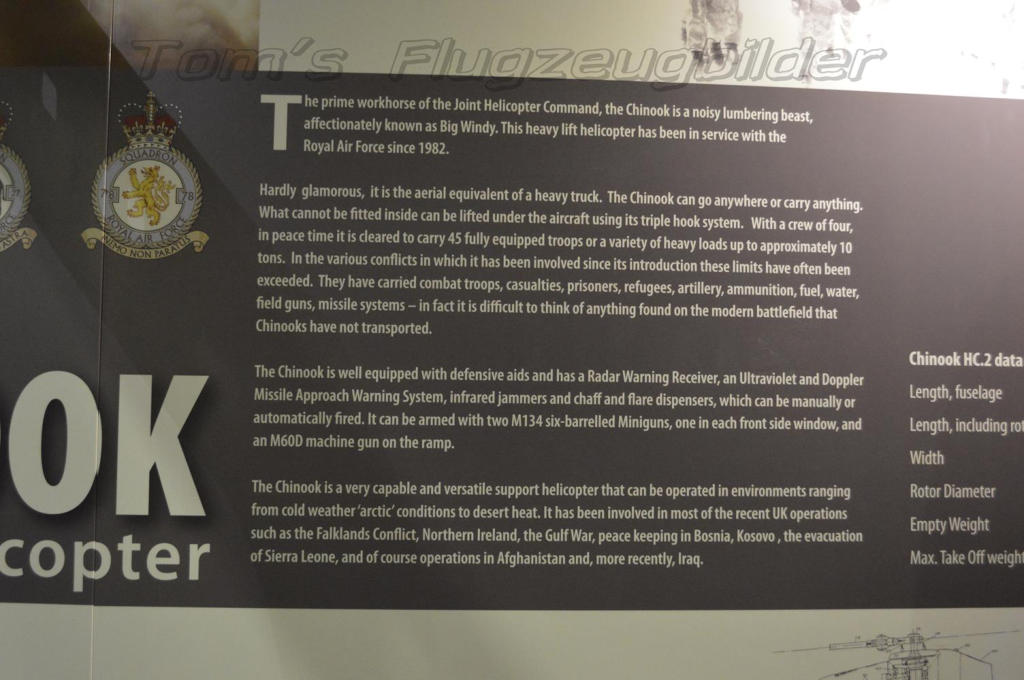 Tom's Flugzeugbilder
The prime workhorse of the Joint Helicopter Command, the Chinook is a noisy lumbering beast,
affectionately known as Big Windy. This heavy lift helicopter has been in service with the
Royal Air Force since 1982.
Hardly glamorous, it is the aerial equivalent of a heavy truck. The Chinook can go anywhere or carry anything.
What cannot be fitted inside can be lifted under the aircraft using its triple hook system. With a crew of four,
in peace time it is cleared to carry 45 fully equipped troops or a variety of heavy loads up to approximately 10
tons. In the various conflicts in which it has been involved since its introduction these limits have often been
exceeded. They have carried combat troops, casualties, prisoners, refugees, artillery, ammunition, fuel, water,
field guns, missile systems – in fact it is difficult to think of anything found on the modern battlefield that
Chinooks have not transported.
The Chinook is well equipped with defensive aids and has a Radar Warning Receiver, an Ultraviolet and Doppler
Missile Approach Warning System, infrared jammers and chaff and flare dispensers, which can be manually or
automatically fired. It can be armed with two M134 six-barrelled Miniguns, one in each front side window, and
an M60D machine gun on the ramp.
The Chinook is a very capable and versatile support helicopter that can be operated in environments ranging
from cold weather 'arctic' conditions to desert heat. It has been involved in most of the recent UK operations
such as the Falklands Conflict, Northern Ireland, the Gulf War, peace keeping in Bosnia, Kosovo , the evacuation
of Sierra Leone, and of course operations in Afghanistan and, more recently, Iraq.
SQUADRON
78 78
ROYAL AIR FORCE
NEMO NON PARATUS
OOK
copter
Chinook HC.2 data
Length, fuselage
Length, including rot
Width
Rotor Diameter
Empty Weight
Max. Take Off weight